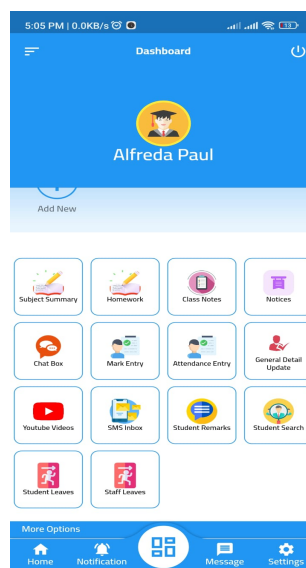 5:05 PM | 0.0KB/s
13
Dashboard
Alfreda Paul
Add New
Subject Summary
Homework
Class Notes
Notices
Chat Box
Mark Entry
Attendance Entry
General Detail
Update
Youtube Videos
SMS Inbox
Student Remarks
Student Search
Student Leaves
Staff Leaves
More Options
Home
Notification
Message
Settings